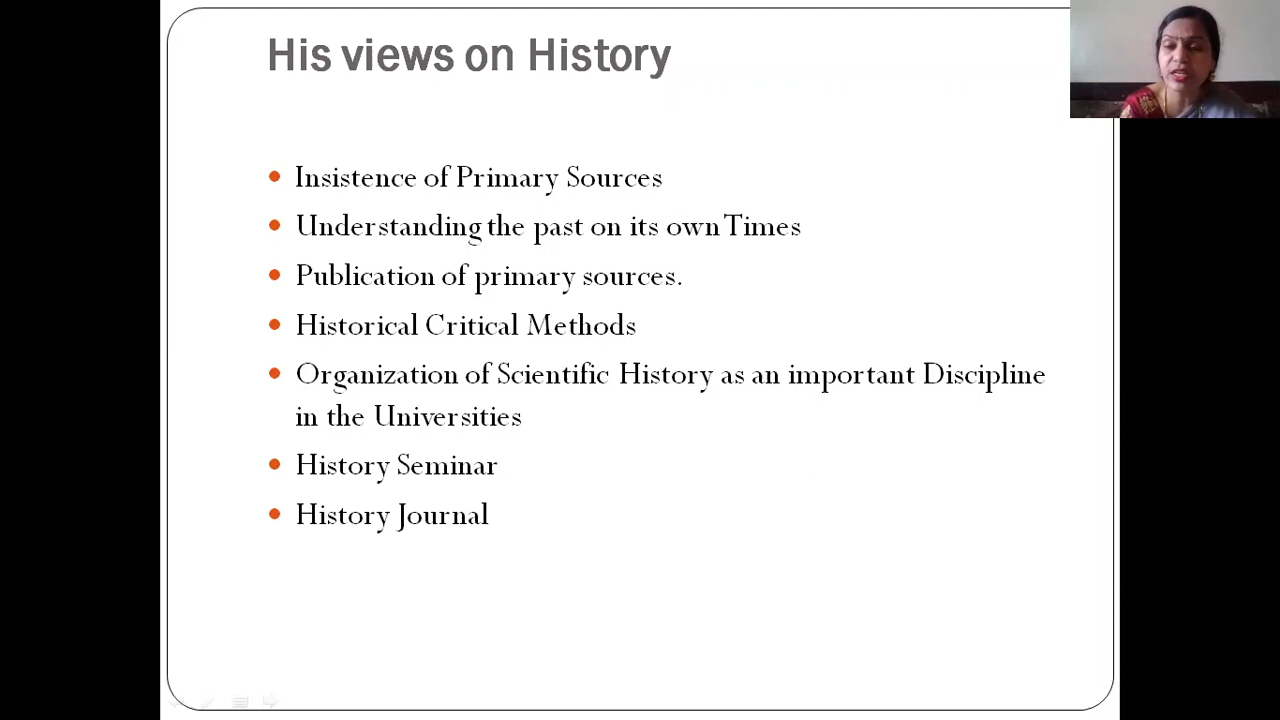 His views on History
Insistence of Primary Sources
Understanding the past on its own Times
Publication of primary sources.
Historical Critical Methods
Organization of Scientific History as an important Discipline
in the Universities
History Seminar
History Journal